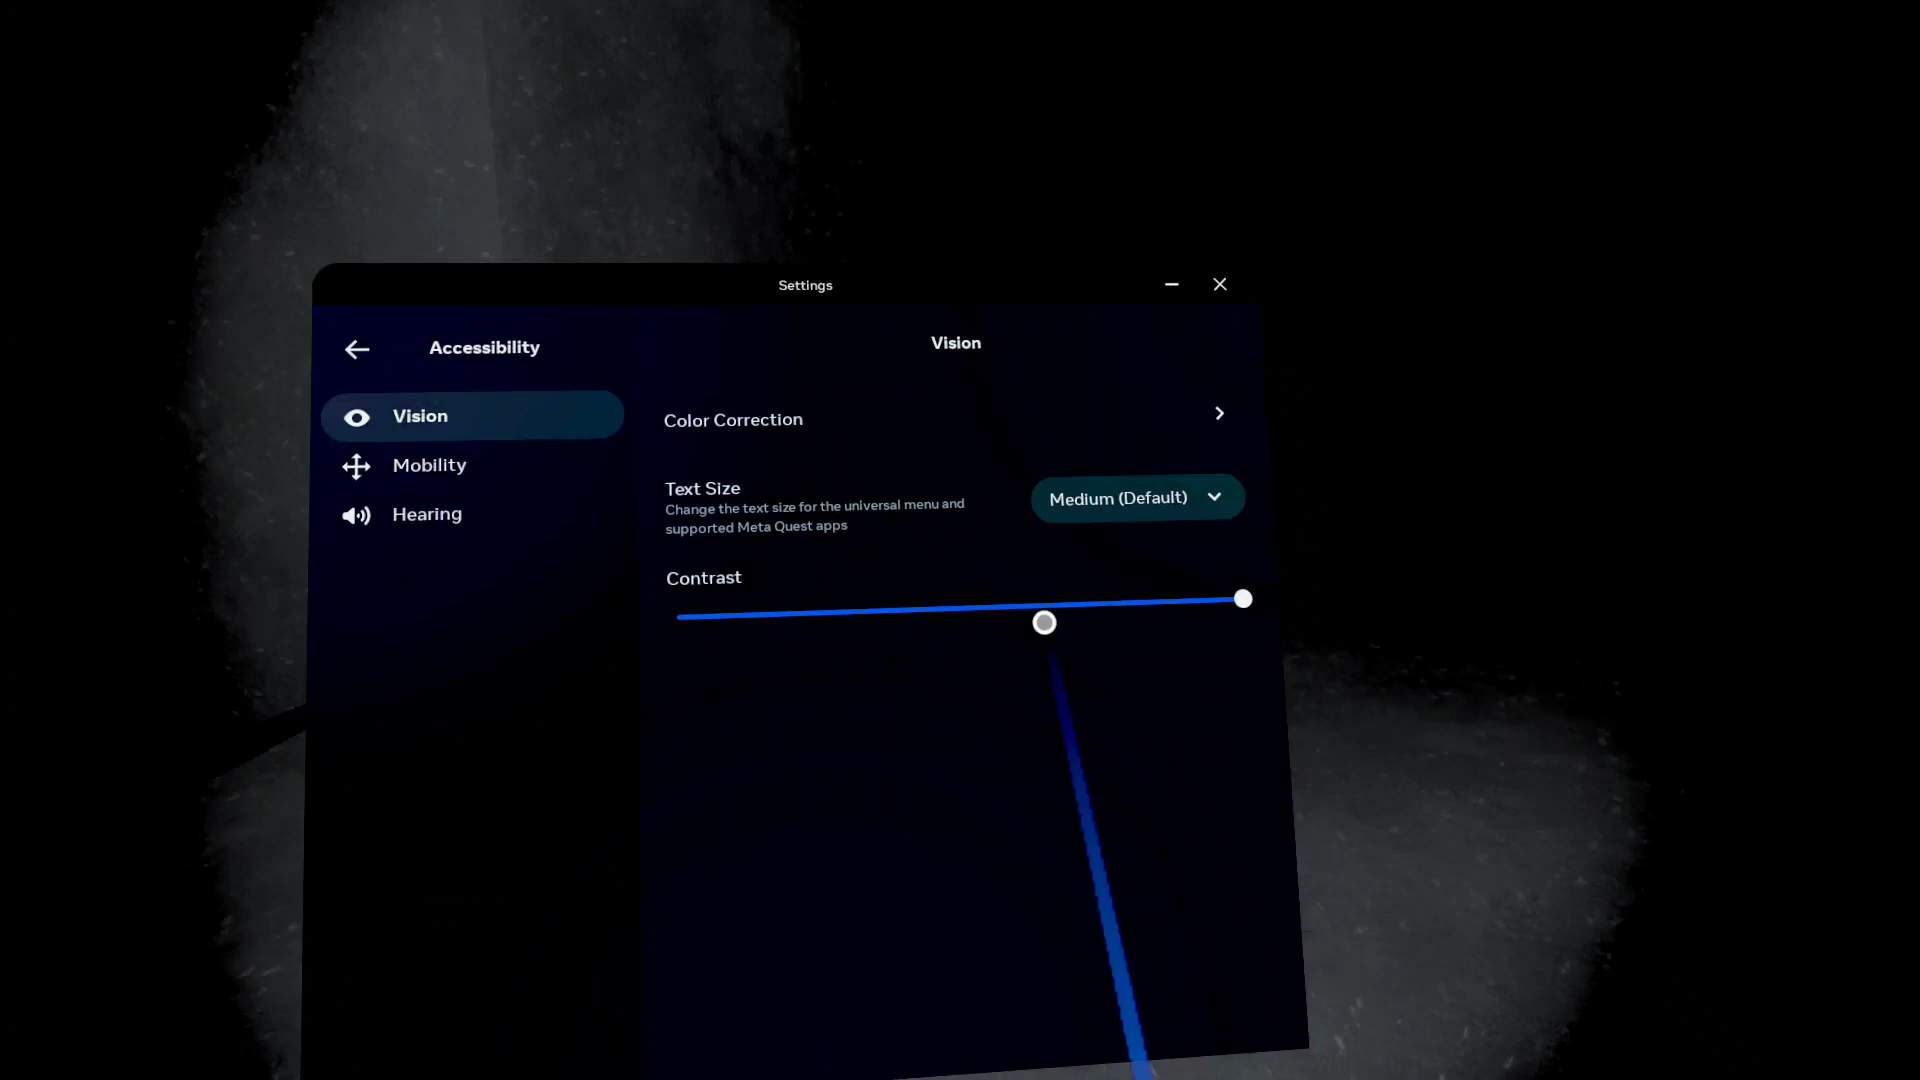 Settings
Accessibility
Vision
Mobility
Hearing
Vision
Color Correction
Text Size
Change the text size for the universal menu and
supported Meta Quest apps
Medium (Default)
Contrast